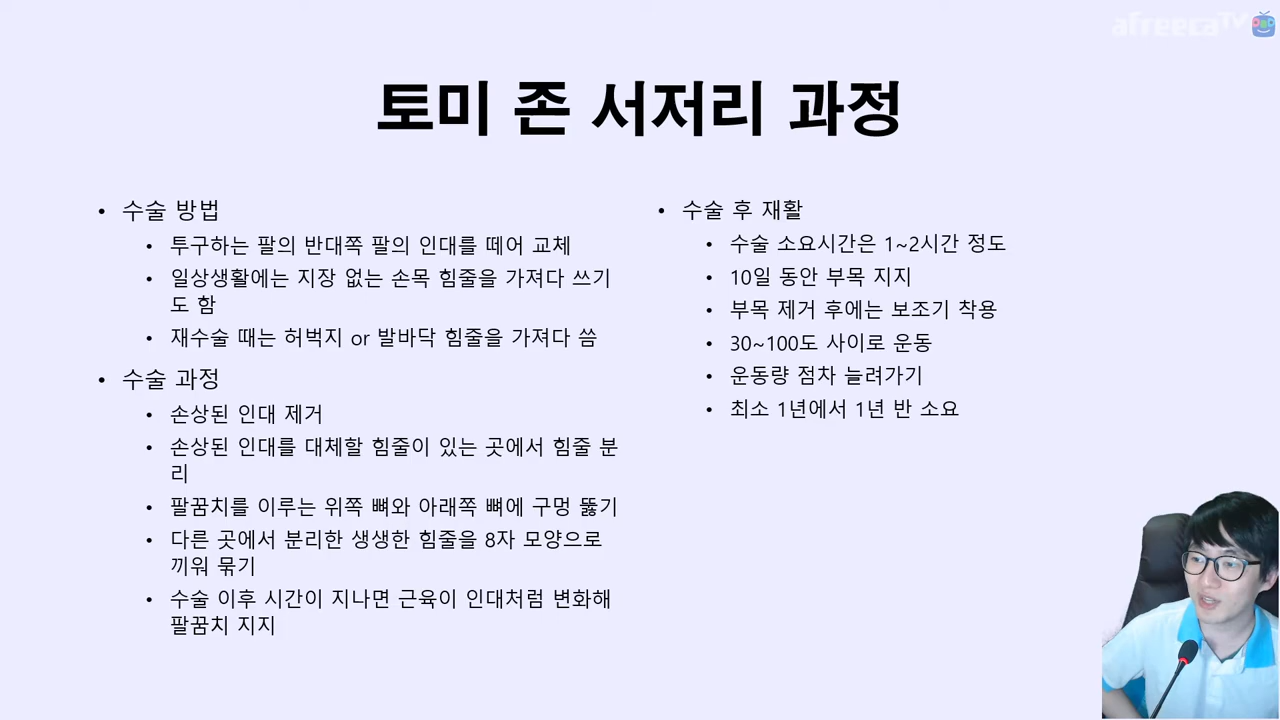 afreecaTV
토미 존 서저리 과정
• 수술 방법
• 투구하는 팔의 반대쪽 팔의 인대를 떼어 교체
• 일상생활에는 지장 없는 손목 힘줄을 가져다 쓰기
도 함
• 재수술 때는 허벅지 or 발바닥 힘줄을 가져다 씀
• 수술 과정
• 손상된 인대 제거
• 손상된 인대를 대체할 힘줄이 있는 곳에서 힘줄 분
리
• 팔꿈치를 이루는 위쪽 뼈와 아래쪽 뼈에 구멍 뚫기
• 다른 곳에서 분리한 생생한 힘줄을 8자 모양으로
끼워 묶기
• 수술 이후 시간이 지나면 근육이 인대처럼 변화해
팔꿈치 지지
• 수술 후 재활
• 수술 소요시간은 1~2시간 정도
• 10일 동안 부목 지지
• 부목 제거 후에는 보조기 착용
• 30~100도 사이로 운동
• 운동량 점차 늘려가기
• 최소 1년에서 1년 반 소요